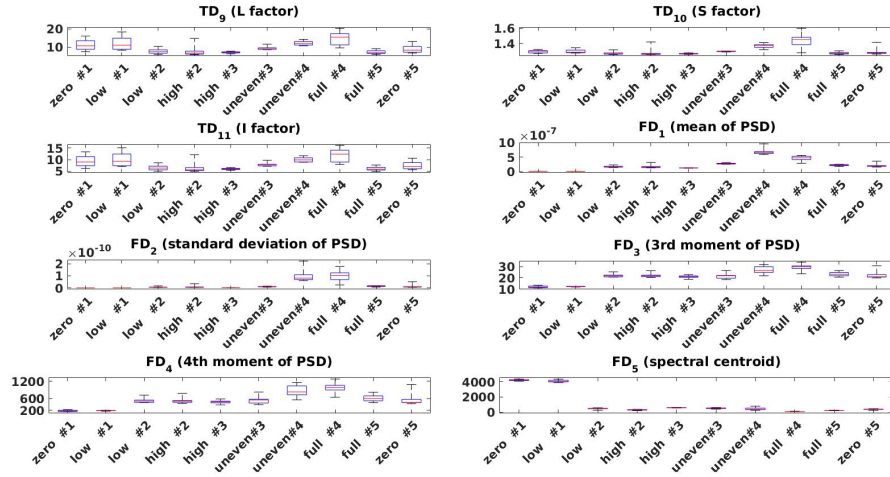 TD9 (L factor)
20
10
zero #1
low #1
low #2
high #2
high #3
uneven#3
uneven#4
full #4
full #5
zero #5
TD10 (S factor)
1.6
1.4
zero #1
low #1
low #2
high #2
high #3
uneven#3
uneven#4
full #4
full #5
zero #5
TD11 (I factor)
15
10
5
zero #1
low #1
low #2
high #2
high #3
uneven#3
uneven#4
full #4
full #5
zero #5
FD1 (mean of PSD)
×10-7
10
5
0
zero #1
low #1
low #2
high #2
high #3
uneven#3
uneven#4
full #4
full #5
zero #5
FD2 (standard deviation of PSD)
×10-10
2
1
0
zero #1
low #1
low #2
high #2
high #3
uneven#3
uneven#4
full #4
full #5
zero #5
FD3 (3rd moment of PSD)
30
20
10
zero #1
low #1
low #2
high #2
high #3
uneven#3
uneven#4
full #4
full #5
zero #5
FD4 (4th moment of PSD)
1200
600
200
zero #1
low #1
low #2
high #2
high #3
uneven#3
uneven#4
full #4
full #5
zero #5
FD5 (spectral centroid)
4000
2000
0
zero #1
low #1
low #2
high #2
high #3
uneven#3
uneven#4
full #4
full #5
zero #5